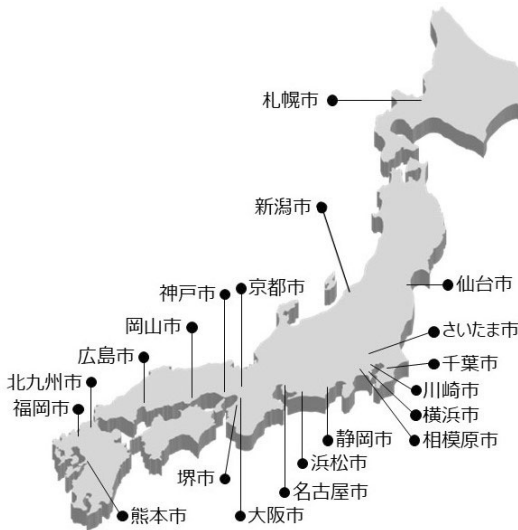 札幌市
新潟市
仙台市
京都市
神戸市
岡山市
さいたま市
広島市
千葉市
北九州市
川崎市
福岡市
横浜市
静岡市
相模原市
浜松市
堺市
名古屋市
熊本市
大阪市